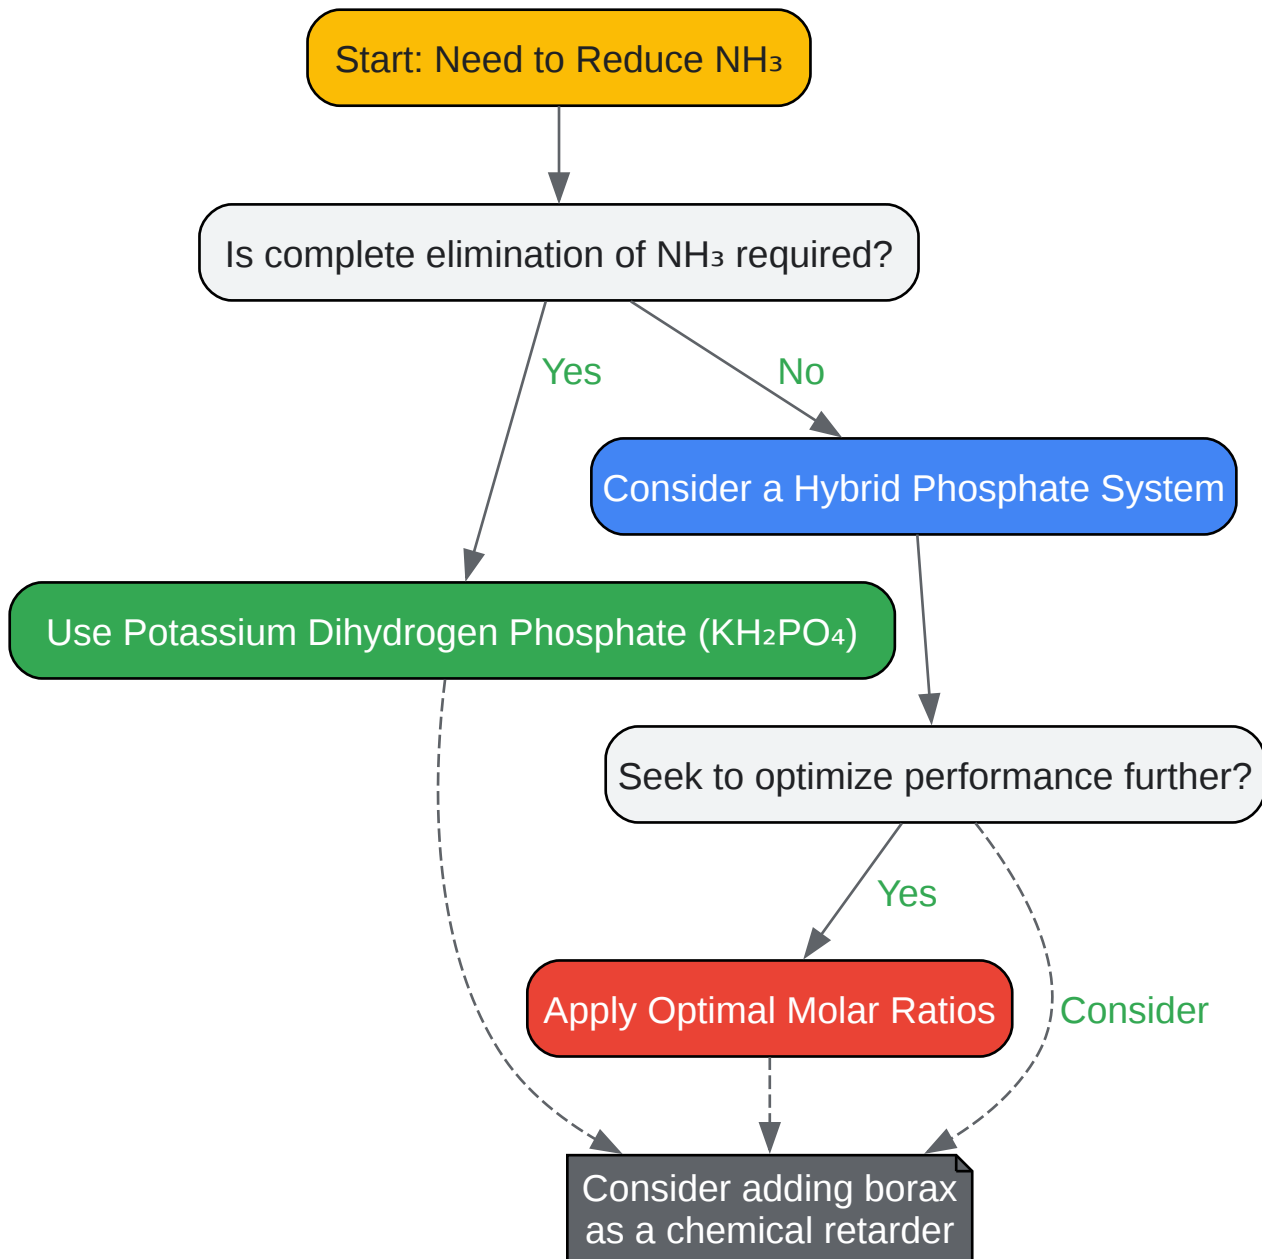 Start: Need to Reduce NH₃
Is complete elimination of NH₃ required?
Yes
No
Consider a Hybrid Phosphate System
Use Potassium Dihydrogen Phosphate (KH₂PO₄)
Seek to optimize performance further?
Yes
Apply Optimal Molar Ratios
Consider
Consider adding borax
as a chemical retarder